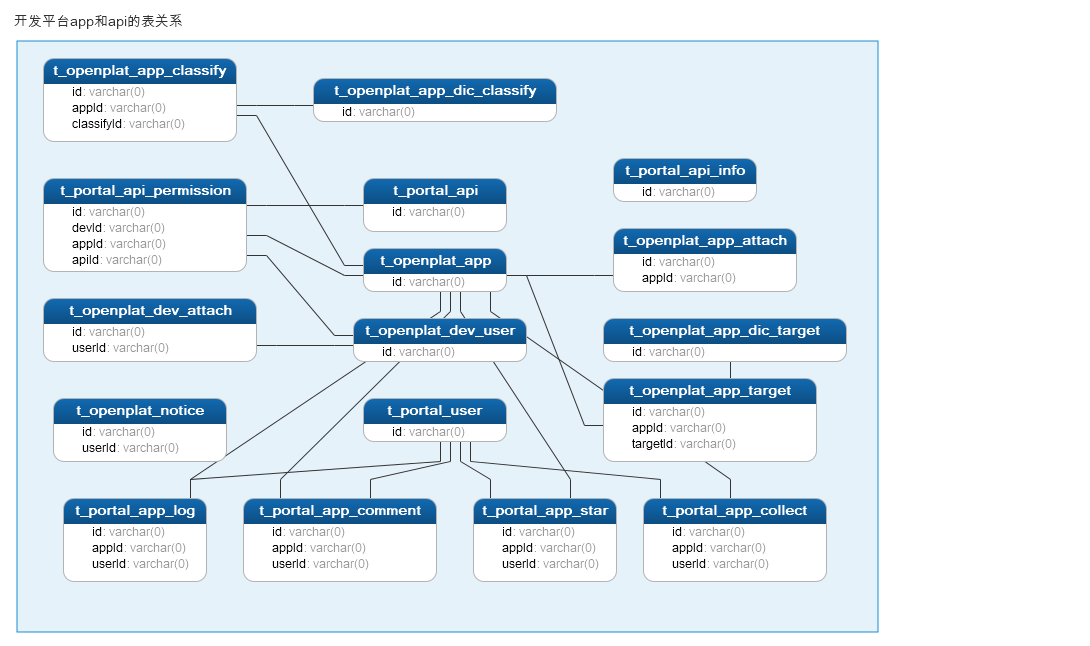 开发平台app和api的表关系
t_openplat_app_classify
id: varchar(0)
appId: varchar(0)
classifyId: varchar(0)
t_openplat_app_dic_classify
id: varchar(0)
t_portal_api_permission
id: varchar(0)
devId: varchar(0)
appId: varchar(0)
apiId: varchar(0)
t_portal_api
id: varchar(0)
t_portal_api_info
id: varchar(0)
t_openplat_app
id: varchar(0)
t_openplat_app_attach
id: varchar(0)
appId: varchar(0)
t_openplat_dev_attach
id: varchar(0)
userId: varchar(0)
t_openplat_dev_user
id: varchar(0)
t_openplat_app_dic_target
id: varchar(0)
t_openplat_app_target
id: varchar(0)
appId: varchar(0)
targetId: varchar(0)
t_openplat_notice
id: varchar(0)
userId: varchar(0)
t_portal_user
id: varchar(0)
t_portal_app_log
id: varchar(0)
appId: varchar(0)
userId: varchar(0)
t_portal_app_comment
id: varchar(0)
appId: varchar(0)
userId: varchar(0)
t_portal_app_star
id: varchar(0)
appId: varchar(0)
userId: varchar(0)
t_portal_app_collect
id: varchar(0)
appId: varchar(0)
userId: varchar(0)